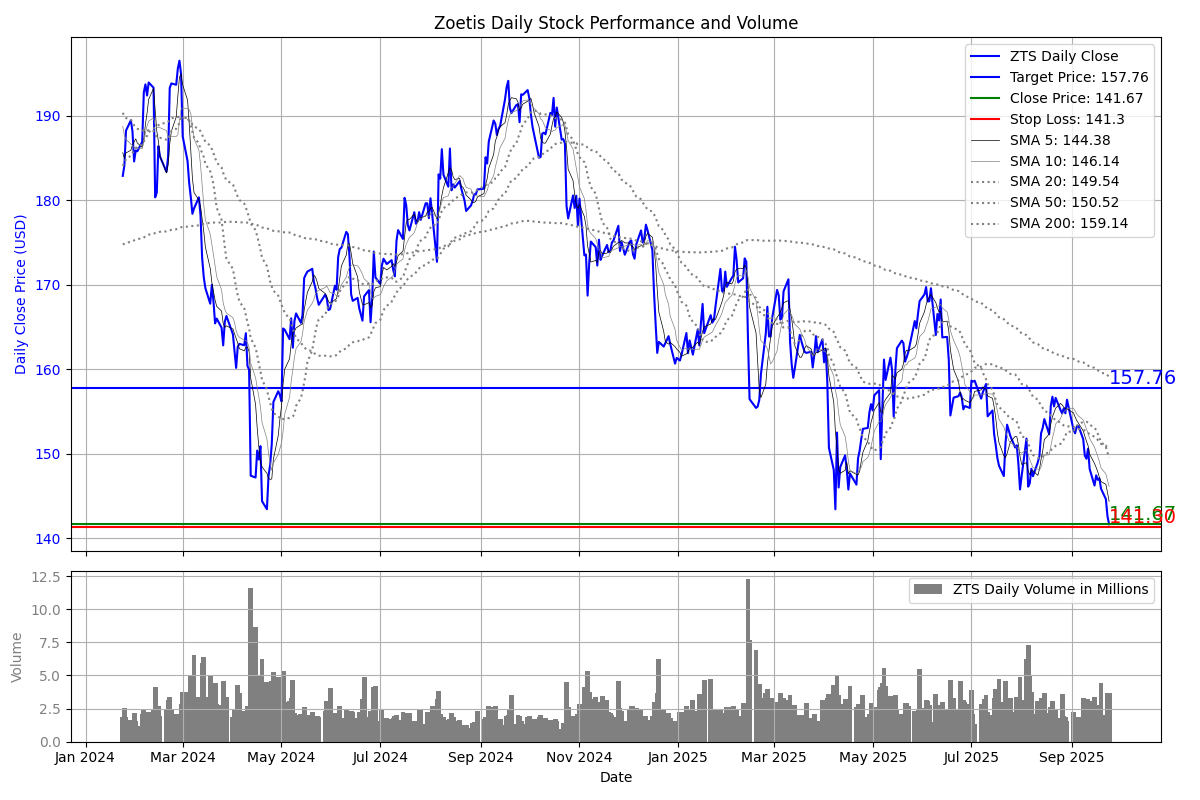 Zoetis Daily Stock Performance and Volume
Daily Close Price (USD)
190
180
170
160
150
140
ZTS Daily Close
Target Price: 157.76
Close Price: 141.67
Stop Loss: 141.3
SMA 5: 144.38
SMA 10: 146.14
SMA 20: 149.54
SMA 50: 150.52
SMA 200: 159.14
157.76
141.67
141.30
Volume
12.5
10.0
7.5
5.0
2.5
0.0
ZTS Daily Volume in Millions
Jan 2024 Mar 2024 May 2024 Jul 2024 Sep 2024 Nov 2024 Jan 2025 Mar 2025 May 2025 Jul 2025 Sep 2025
Date